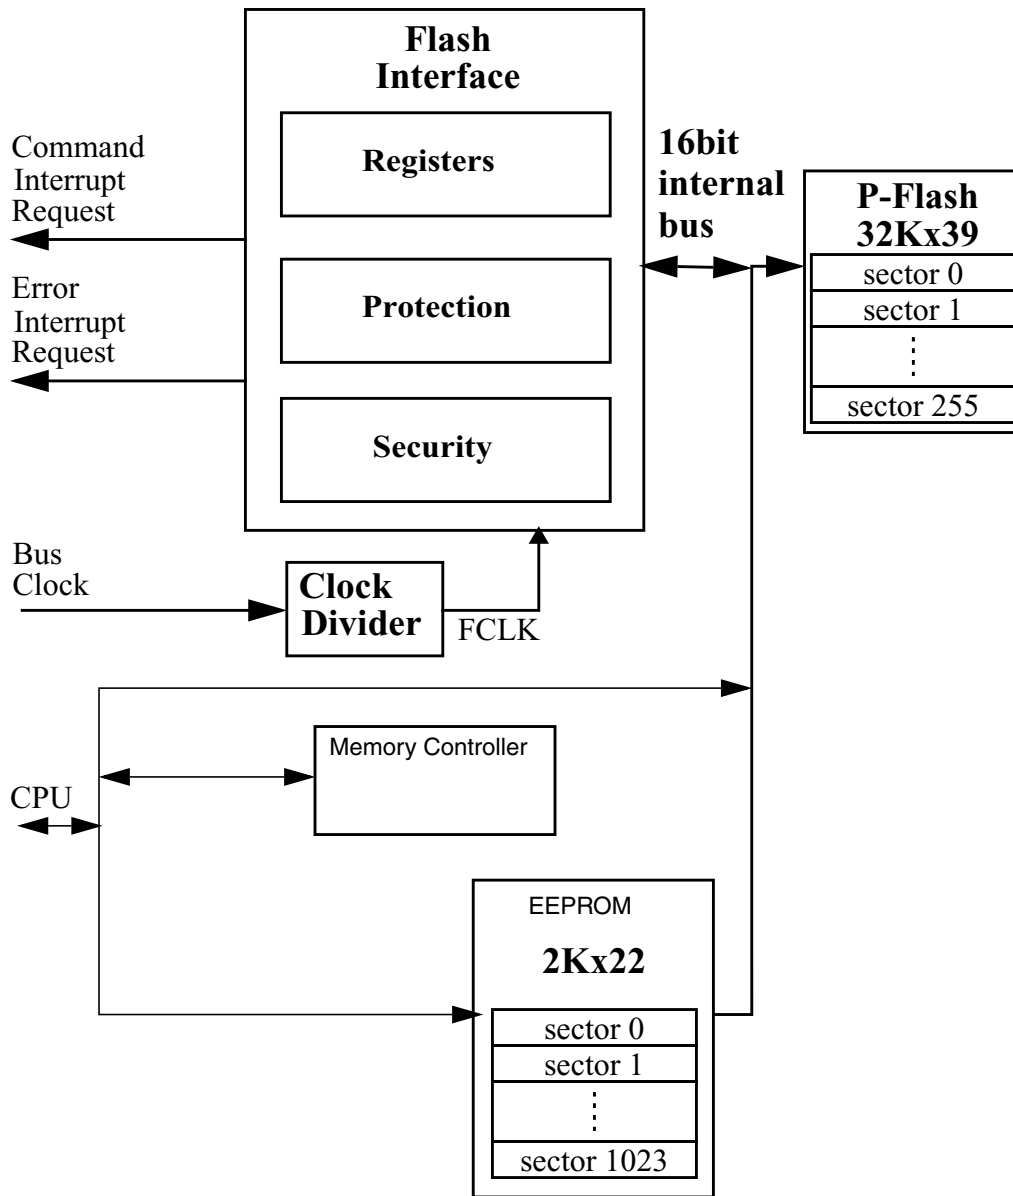 Flash
Interface
Registers
Protection
Security
Command
Interrupt
Request
Error
Interrupt
Request
16bit
internal
bus
P-Flash
32Kx39
sector 0
sector 1
sector 255
Bus
Clock
Clock
Divider
FCLK
Memory Controller
CPU
EEPROM
2Kx22
sector 0
sector 1
sector 1023